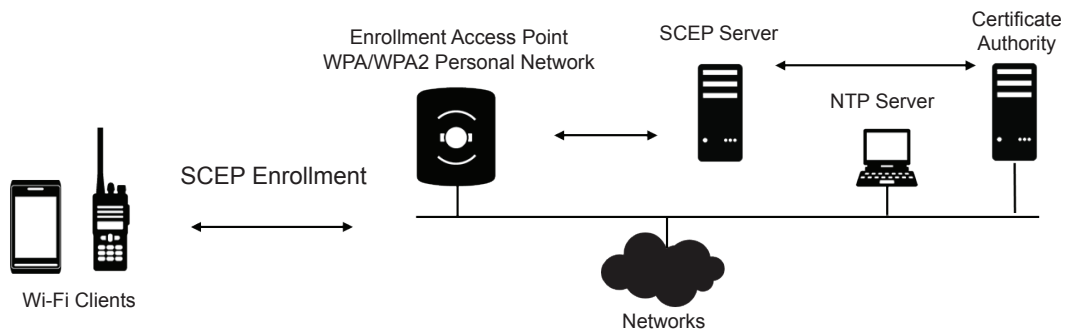 Enrollment Access Point
WPA/WPA2 Personal Network
SCEP Server
Certificate
Authority
NTP Server
SCEP Enrollment
Wi-Fi Clients
Networks